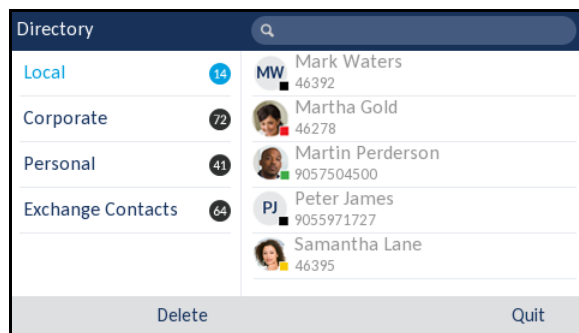 Directory
Local 14
Corporate 72
Personal 41
Exchange Contacts 64
MW Mark Waters
46392
Martha Gold
46278
Martin Perderson
9057504500
PJ Peter James
9055971727
Samantha Lane
46395
Delete Quit